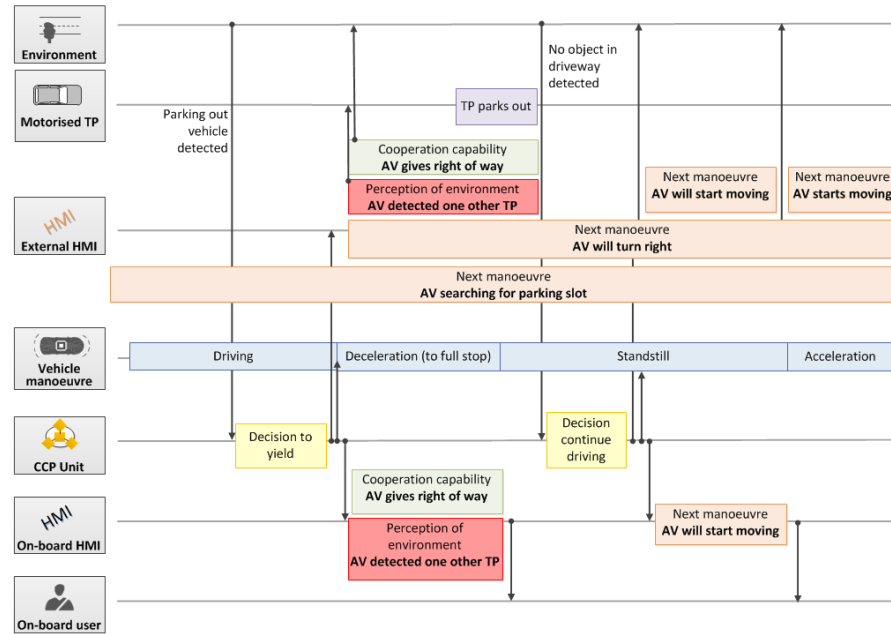 Environment
No object in
driveway
detected
Motorised TP
TP parks out
Parking out
vehicle
detected
Cooperation capability
AV gives right of way
Perception of environment
AV detected one other TP
Next manoeuvre
AV will start moving
Next manoeuvre
AV starts moving
HMI
External HMI
Next manoeuvre
AV will turn right
Next manoeuvre
AV searching for parking slot
Vehicle
manoeuvre
Driving
Deceleration (to full stop)
Standstill
Acceleration
CCP Unit
Decision to
yield
Decision
continue
driving
Cooperation capability
AV gives right of way
HMI
On-board HMI
Perception of
environment
AV detected one other TP
Next manoeuvre
AV will start moving
On-board user